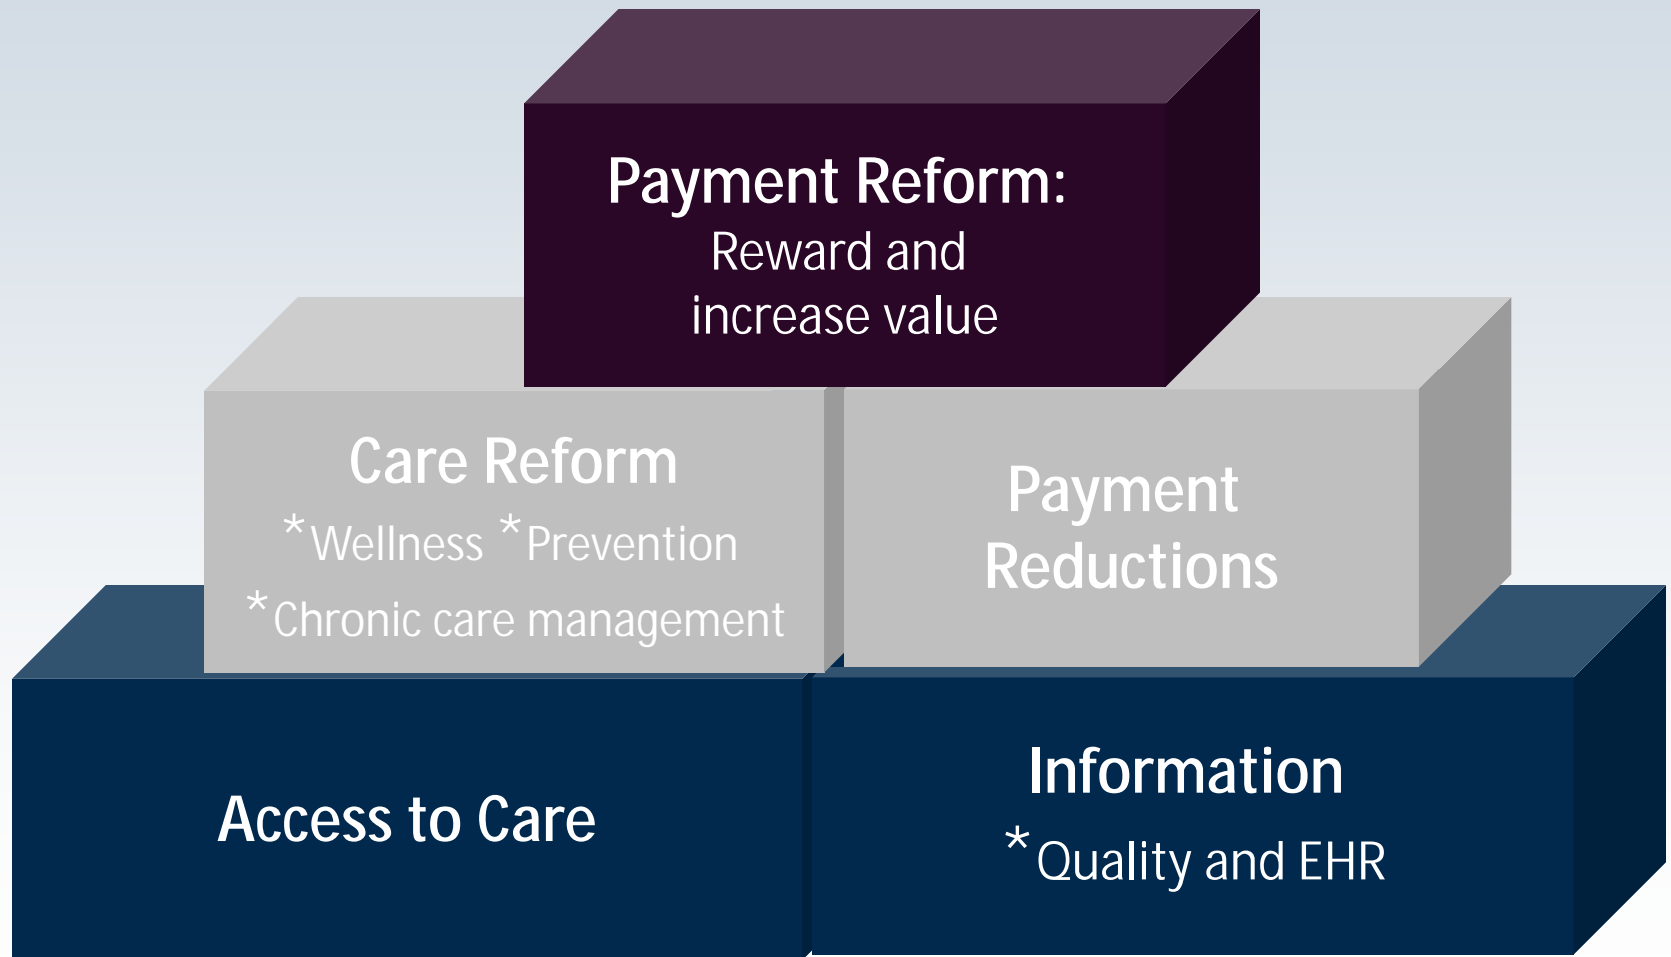 Payment Reform:
Reward and
increase value
Care Reform
*Wellness *Prevention
*Chronic care management
Payment
Reductions
Access to Care
Information
*Quality and EHR